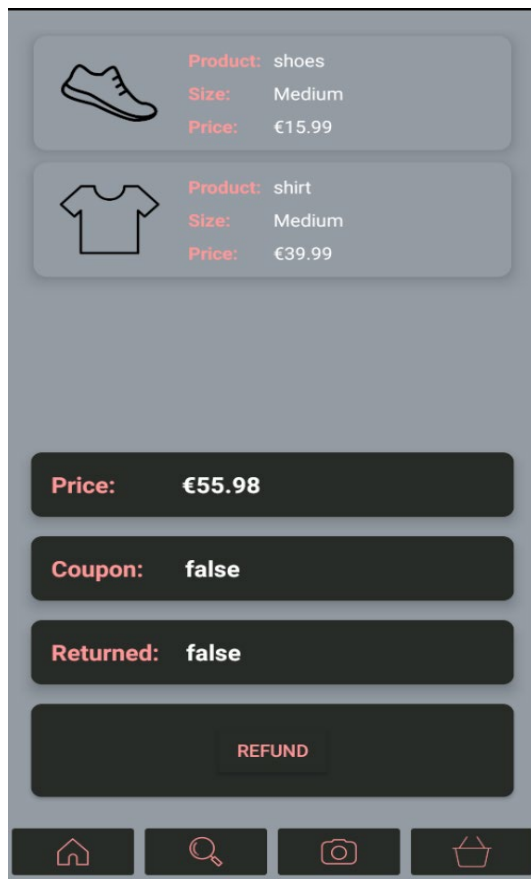 Product: shoes
Size: Medium
Price: €15.99
Product: shirt
Size: Medium
Price: €39.99
Price: €55.98
Coupon: false
Returned: false
REFUND